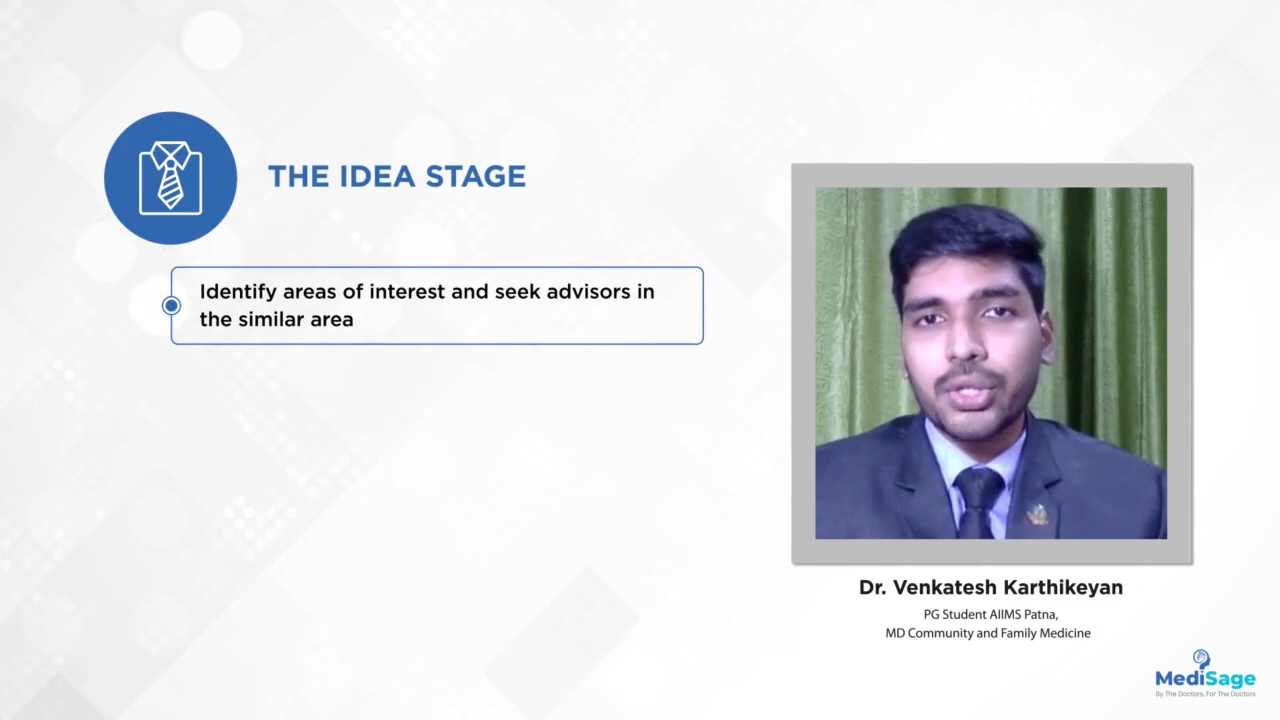 THE IDEA STAGE
Identify areas of interest and seek advisors in
the similar area
Dr. Venkatesh Karthikeyan
PG Student AIIMS Patna,
MD Community and Family Medicine
MediSage
By The Doctors, For The Doctors